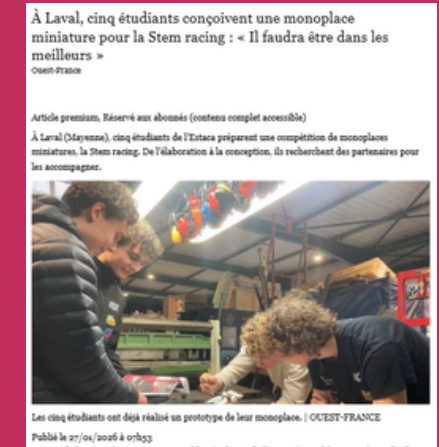 À Laval, cinq étudiants conçoivent une monoplace
miniature pour la Stem racing : « Il faudra être dans les
meilleurs »
Ouest-France
Article premium, Réservé aux abonnés (contenu complet accessible)
À Laval (Mayenne), cinq étudiants de l'Estaca préparent une compétition de monoplaces
miniatures, la Stem racing. De l'élaboration à la conception, ils recherchent des partenaires pour
les accompagner.
Les cinq étudiants ont déjà réalisé un prototype de leur monoplace. | OUEST-FRANCE
Publié le 27/01/2026 à 07h53